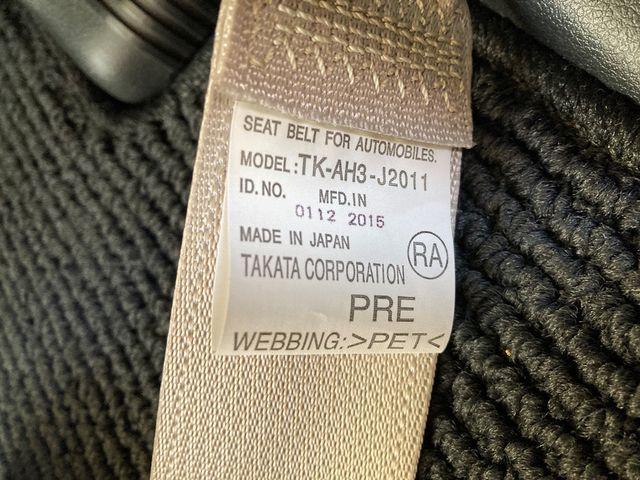 SEAT BELT FOR AUTOMOBILES.
MODEL:TK-AH3-J2011
ID.NO. MFD.IN
0112 2015
MADE IN JAPAN
RA
TAKATA CORPORATION
PRE
WEBBING:>PET<